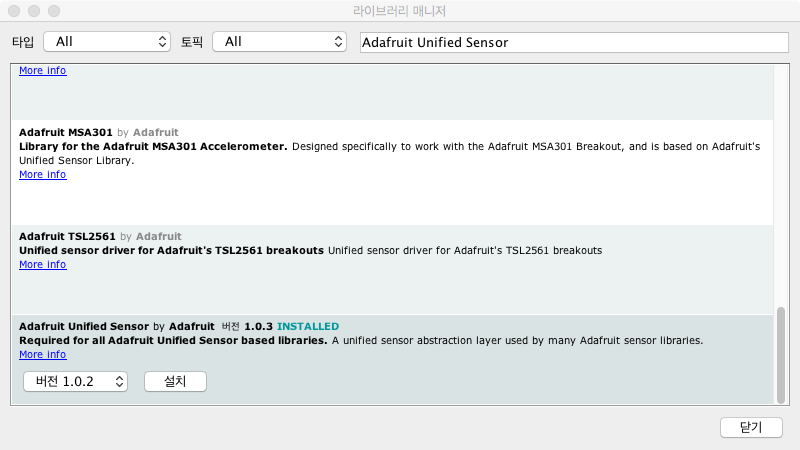 라이브러리 매니저
타입 All 토픽 All Adafruit Unified Sensor
More info
Adafruit MSA301 by Adafruit
Library for the Adafruit MSA301 Accelerometer. Designed specifically to work with the Adafruit MSA301 Breakout, and is based on Adafruit's
Unified Sensor Library.
More info
Adafruit TSL2561 by Adafruit
Unified sensor driver for Adafruit's TSL2561 breakouts Unified sensor driver for Adafruit's TSL2561 breakouts
More info
Adafruit Unified Sensor by Adafruit 버전 1.0.3 INSTALLED
Required for all Adafruit Unified Sensor based libraries. A unified sensor abstraction layer used by many Adafruit sensor libraries.
More info
버전 1.0.2 설치
닫기